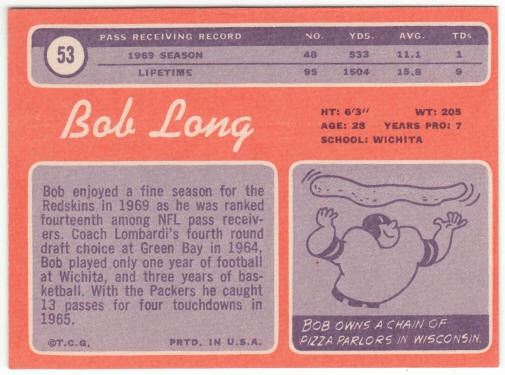 53
PASS RECEIVING RECORD NO. YDS. AVG. TDs
1969 SEASON 48 533 11.1 1
LIFETIME 95 1504 15.8 9
Bob Long
HT: 6'3" WT: 205
AGE: 28 YEARS PRO: 7
SCHOOL: WICHITA
Bob enjoyed a fine season for the
Redskins in 1969 as he was ranked
fourteenth among NFL pass receiv-
ers. Coach Lombardi's fourth round
draft choice at Green Bay in 1964,
Bob played only one year of football
at Wichita, and three years of bas-
ketball. With the Packers he caught
13 passes for four touchdowns in
1965.
©T.C.G. PRTD. IN U.S.A.
BOB OWNS A CHAIN OF
PIZZA PARLORS IN WISCONSIN.